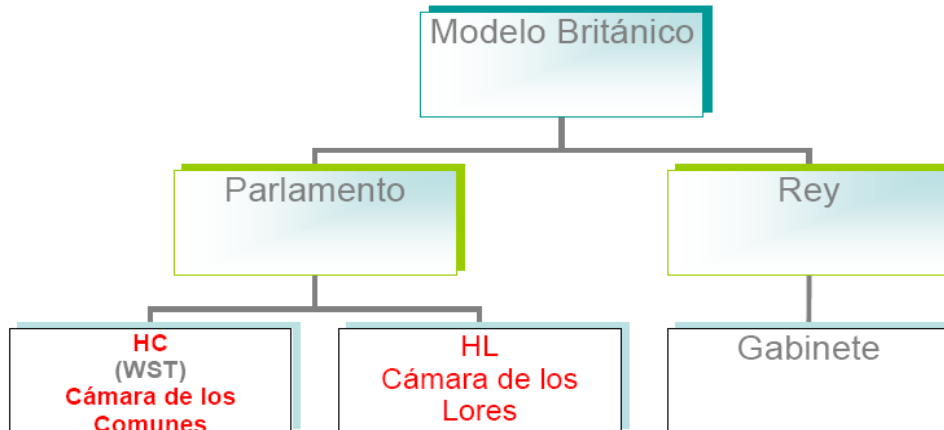 Modelo Británico
Parlamento
Rey
HC
(WST)
Cámara de los
Comunes
HL
Cámara de los
Lores
Gabinete